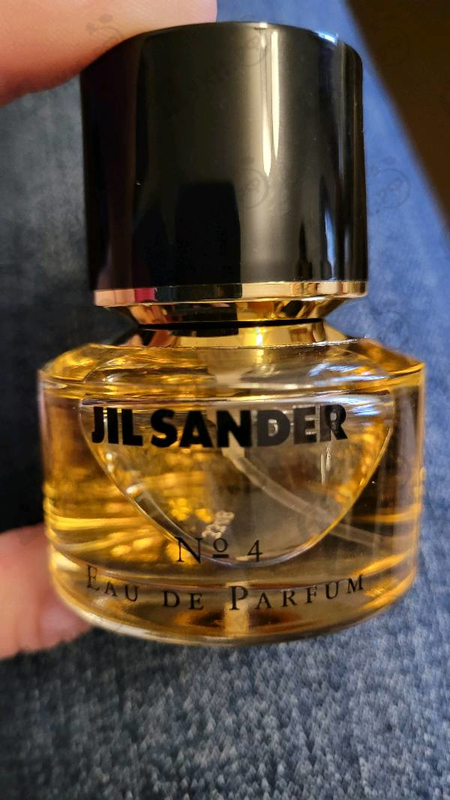 JIL SANDER
Nº 4
EAU DE PARFUM